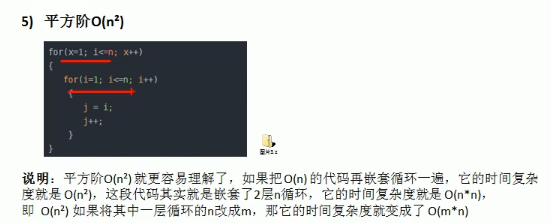 5) 平方阶O(n²)
for(x=1; i<=n; x++)
{
for(i=1; i<=n; i++)
{
j = i;
j++;
}
}
说明：平方阶O(n²) 就更容易理解了，如果把 O(n) 的代码再嵌套循环一遍，它的时间复杂
度就是 O(n²)，这段代码其实就是嵌套了2层n循环，它的时间复杂度就是 O(n*n)，
即 O(n²) 如果将其中一层循环的n改成m，那它的时间复杂度就变成了 O(m*n)